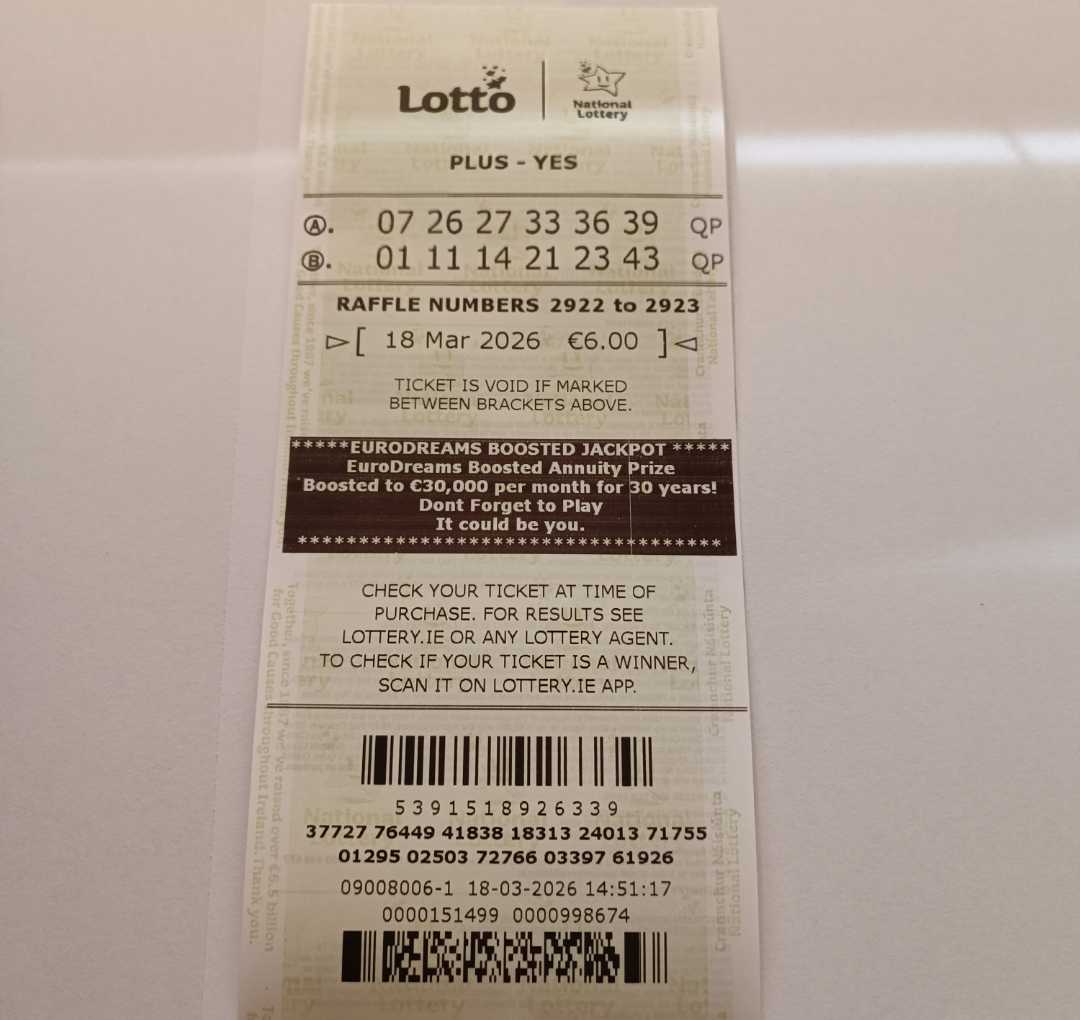 Lotto
National
Lottery
PLUS - YES
A. 07 26 27 33 36 39 QP
B. 01 11 14 21 23 43 QP
RAFFLE NUMBERS 2922 to 2923
[ 18 Mar 2026 €6.00 ]
TICKET IS VOID IF MARKED
BETWEEN BRACKETS ABOVE.
*****EURODREAMS BOOSTED JACKPOT *****
EuroDreams Boosted Annuity Prize
Boosted to €30,000 per month for 30 years!
Dont Forget to Play
It could be you.
***********************************
CHECK YOUR TICKET AT TIME OF
PURCHASE. FOR RESULTS SEE
LOTTERY.IE OR ANY LOTTERY AGENT.
TO CHECK IF YOUR TICKET IS A WINNER,
SCAN IT ON LOTTERY.IE APP.
5391518926339
37727 76449 41838 18313 24013 71755
01295 02503 72766 03397 61926
09008006-1 18-03-2026 14:51:17
0000151499 0000998674